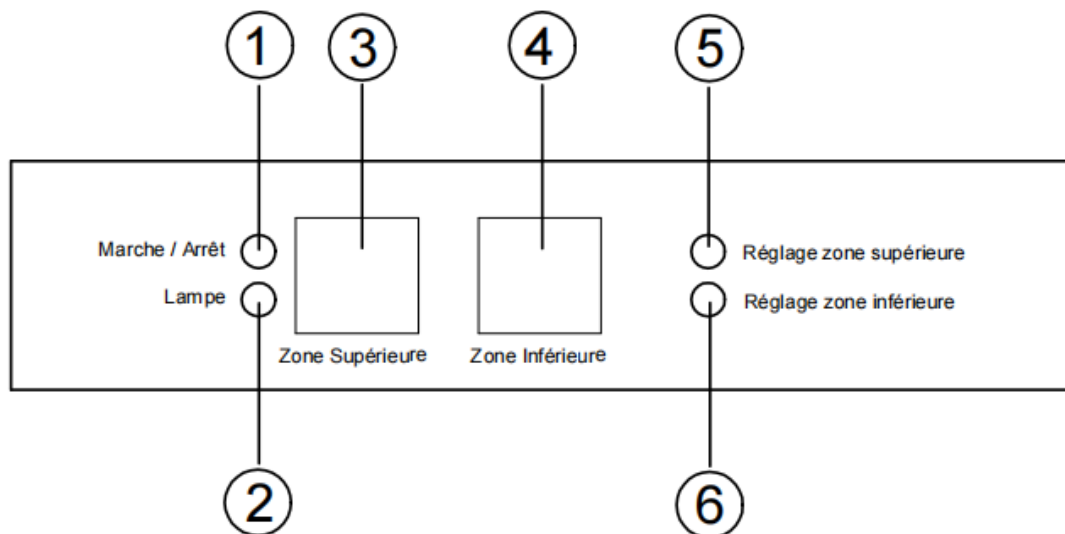 1
3
4
5
Marche / Arrêt
Réglage zone supérieure
Lampe
Réglage zone inférieure
Zone Supérieure
Zone Inférieure
2
6